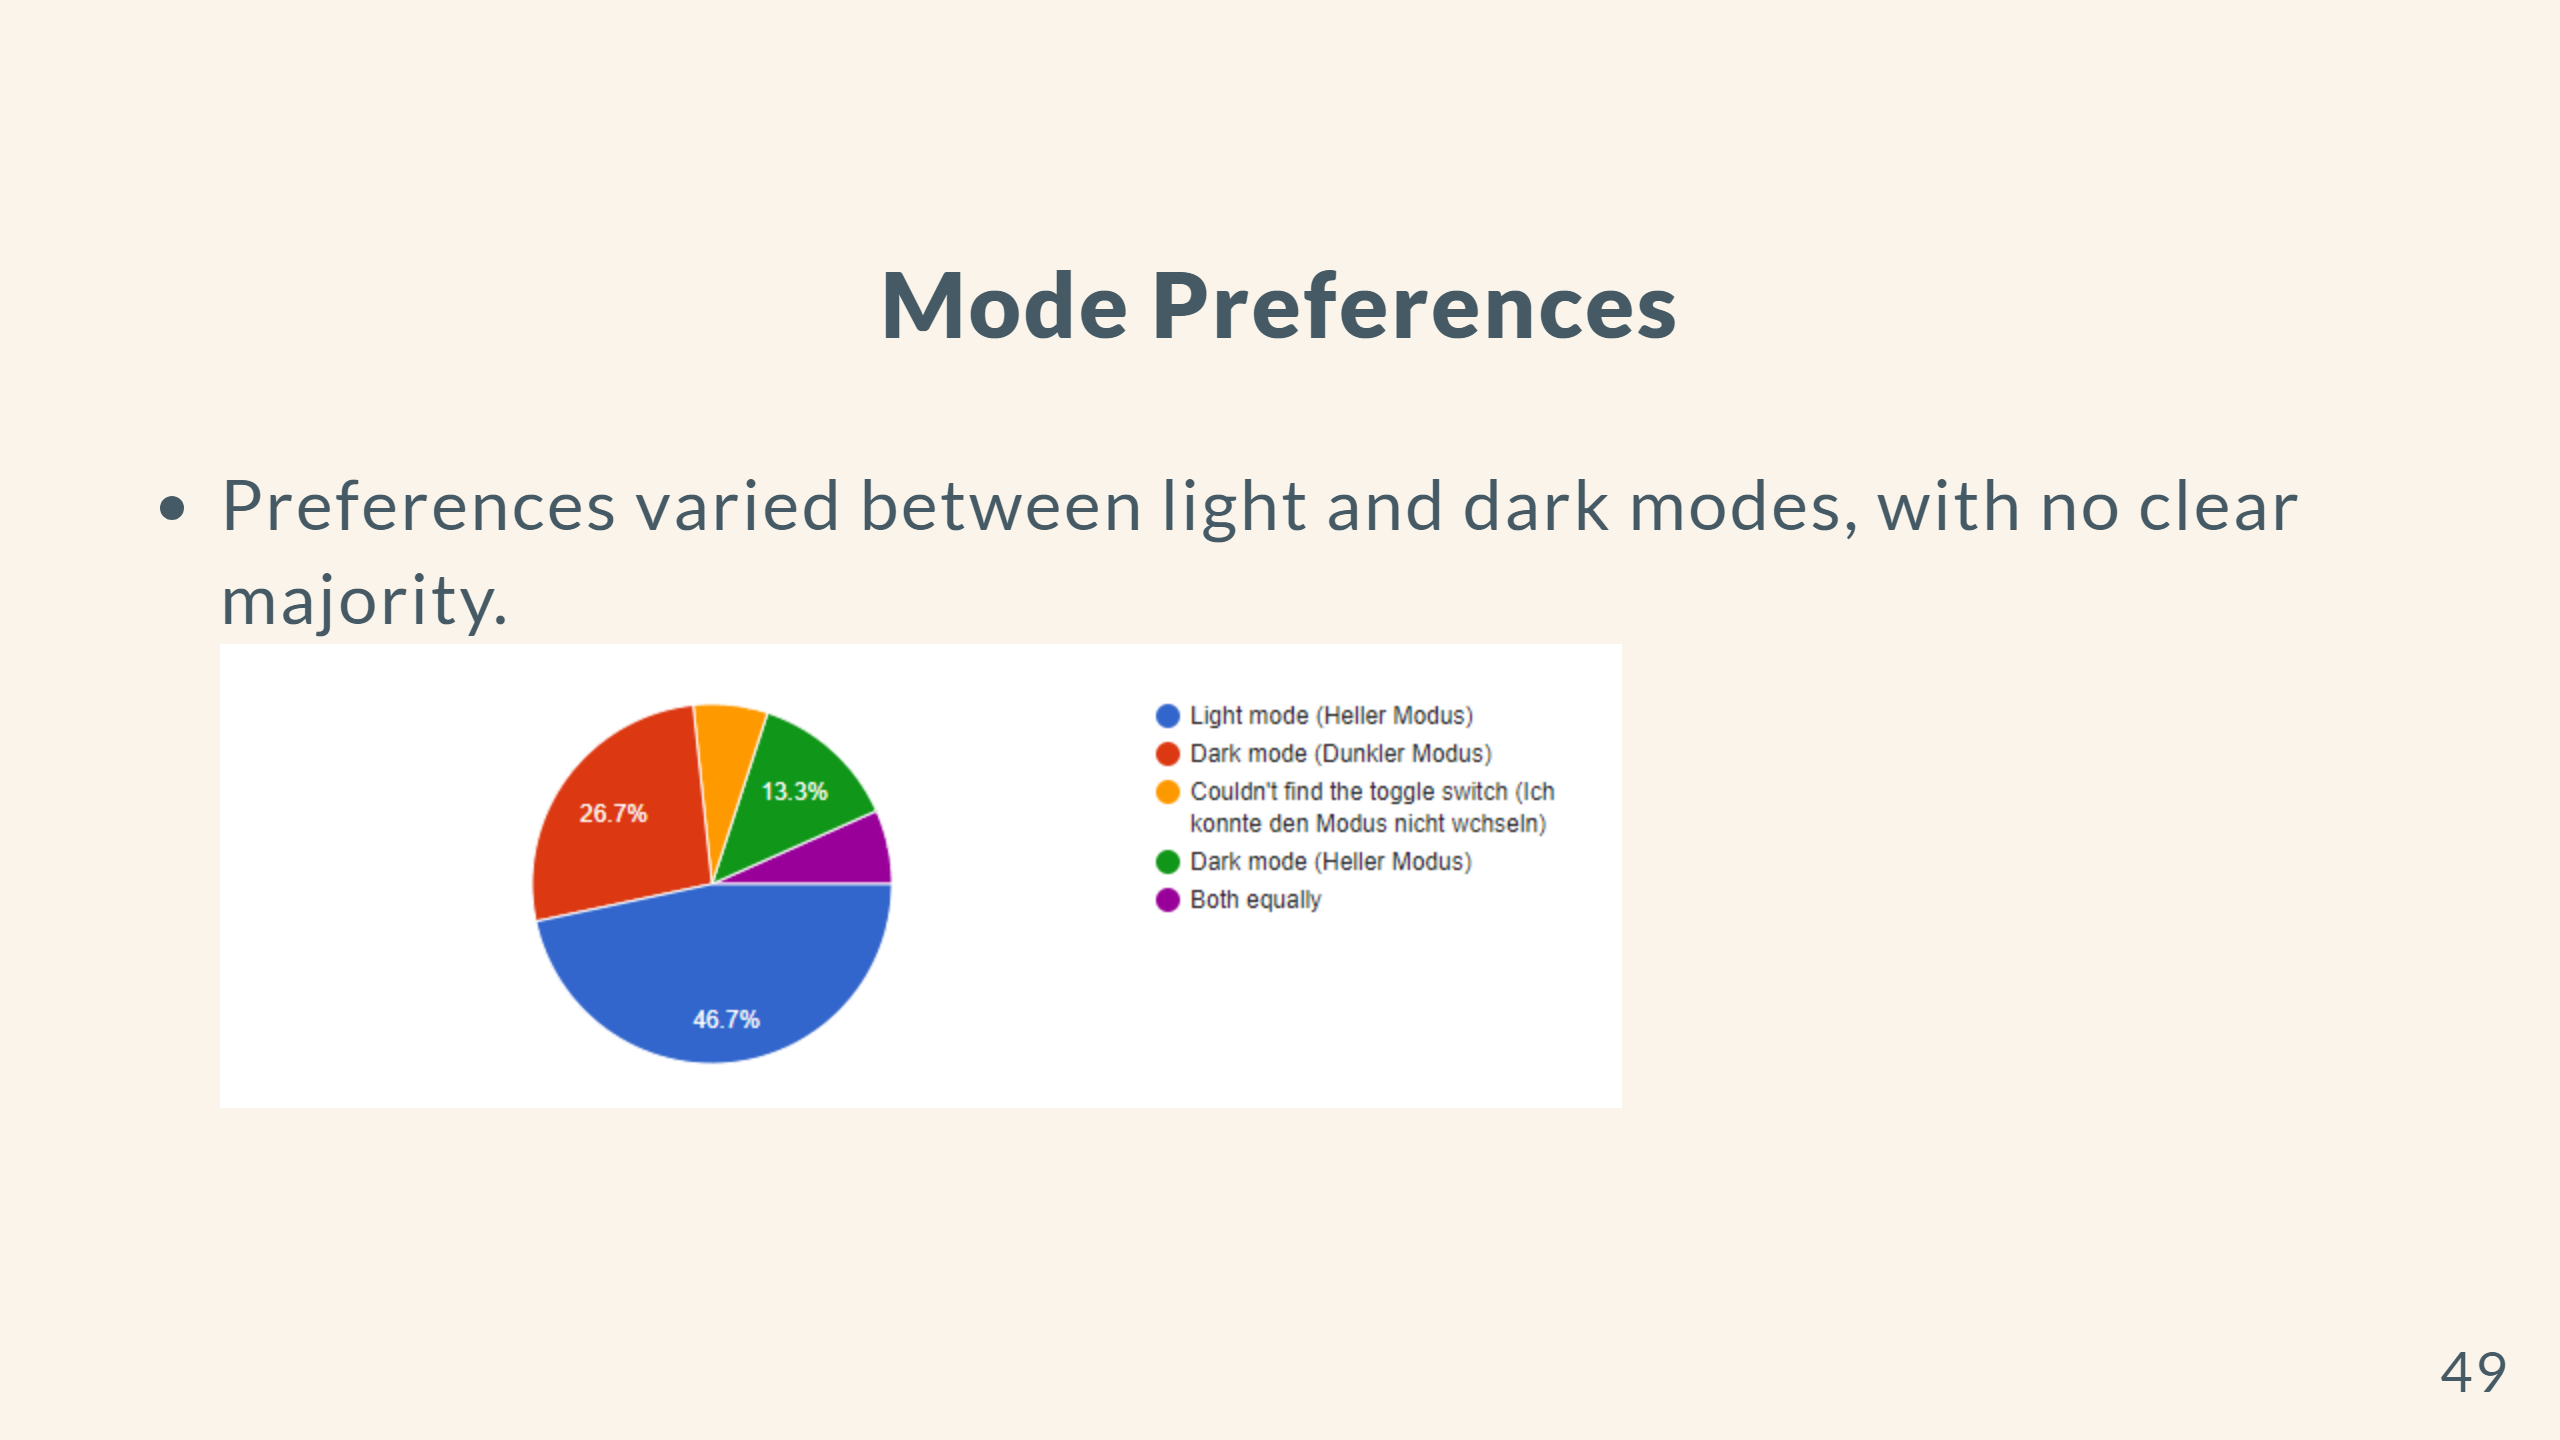 Mode Preferences
• Preferences varied between light and dark modes, with no clear
majority.
26.7%
13.3%
46.7%
Light mode (Heller Modus)
Dark mode (Dunkler Modus)
Couldn't find the toggle switch (Ich
konnte den Modus nicht wchseln)
Dark mode (Heller Modus)
Both equally
49